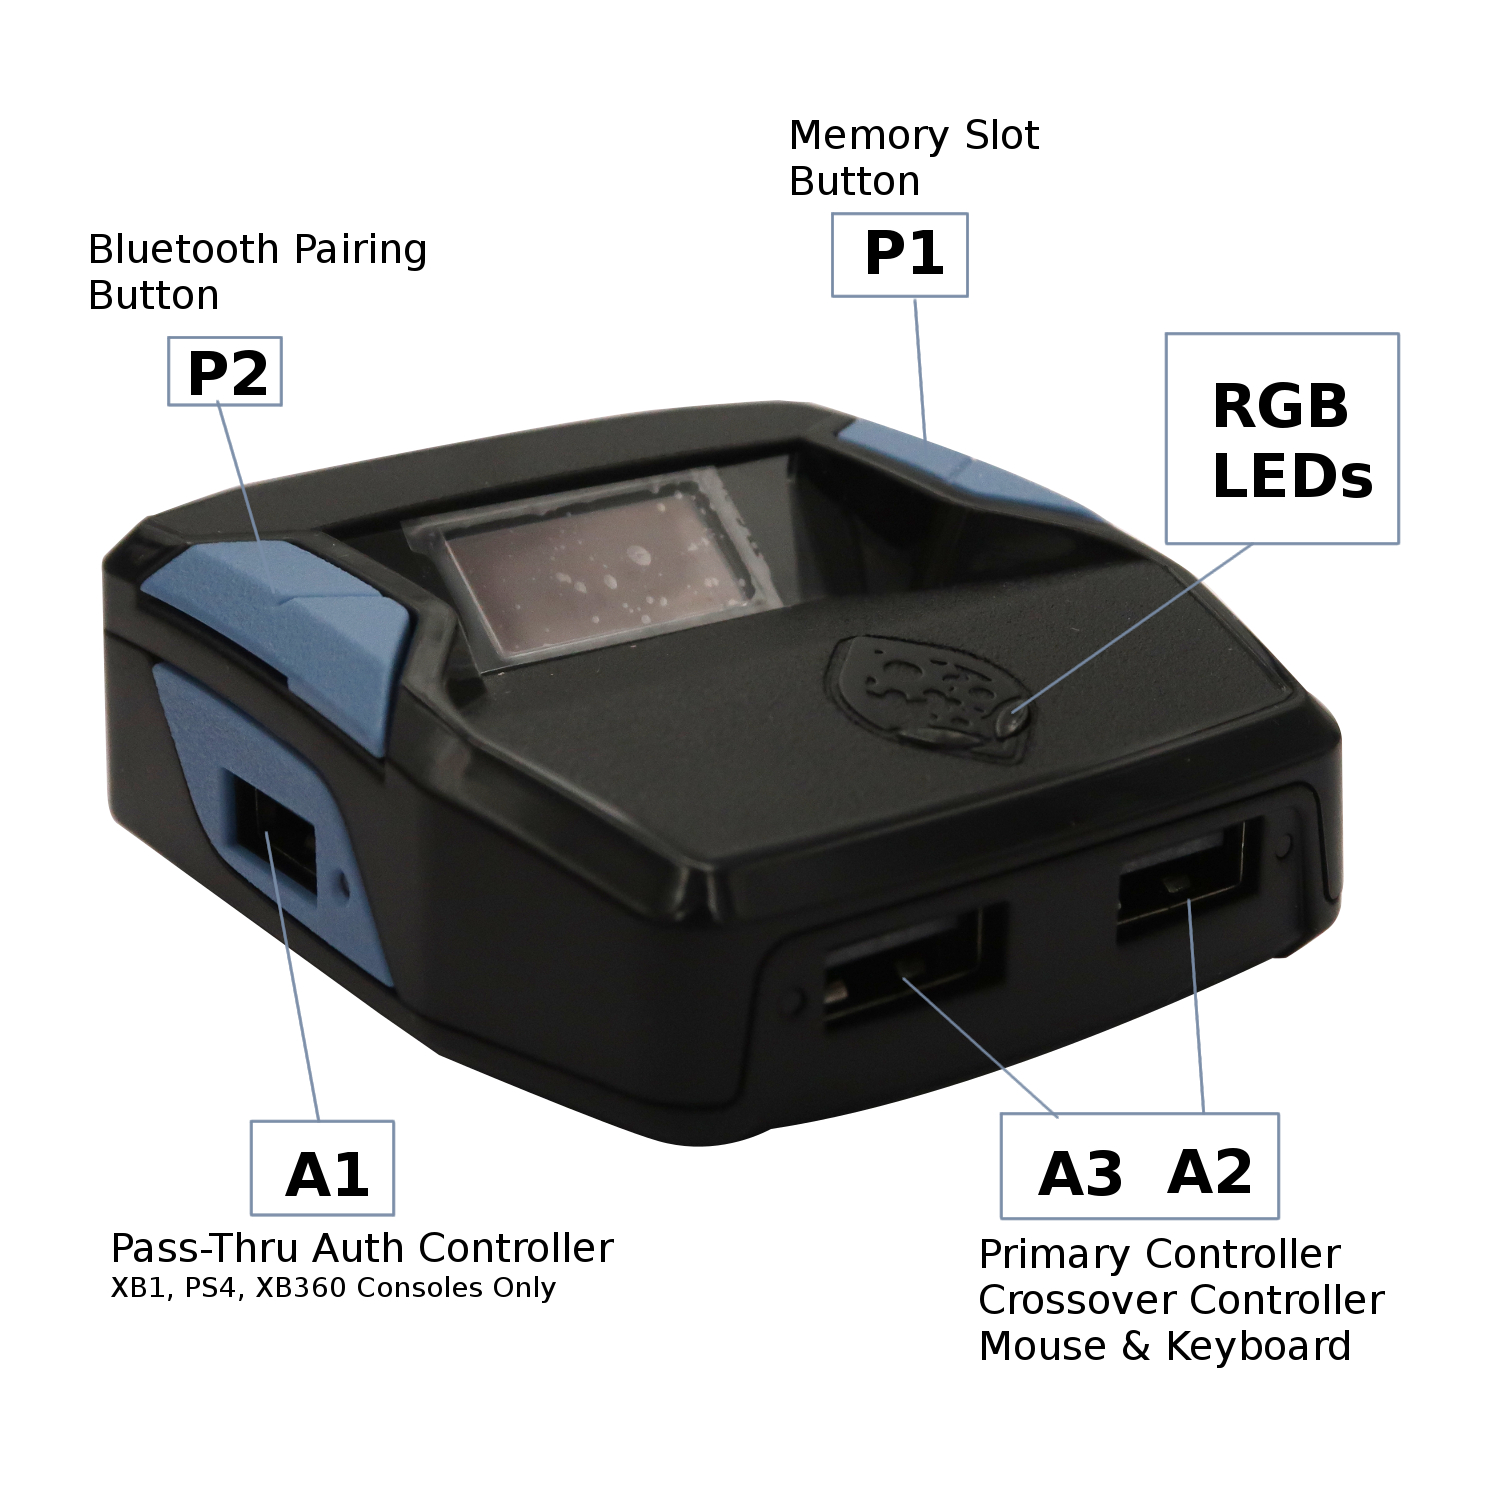 Memory Slot
Button
P1
Bluetooth Pairing
Button
P2
RGB
LEDs
A1
Pass-Thru Auth Controller
XB1, PS4, XB360 Consoles Only
A3 A2
Primary Controller
Crossover Controller
Mouse & Keyboard